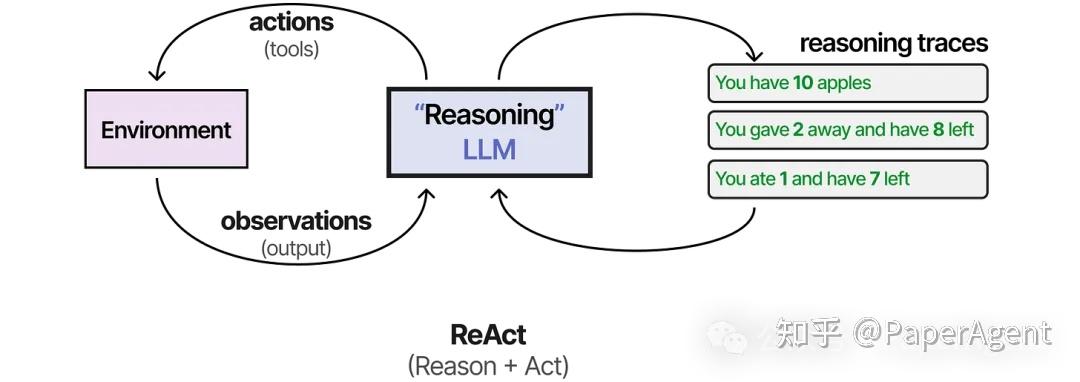 actions
(tools)
reasoning traces
You have 10 apples
Environment
“Reasoning”
LLM
You gave 2 away and have 8 left
You ate 1 and have 7 left
observations
(output)
ReAct
(Reason + Act)
知乎 @PaperAgent